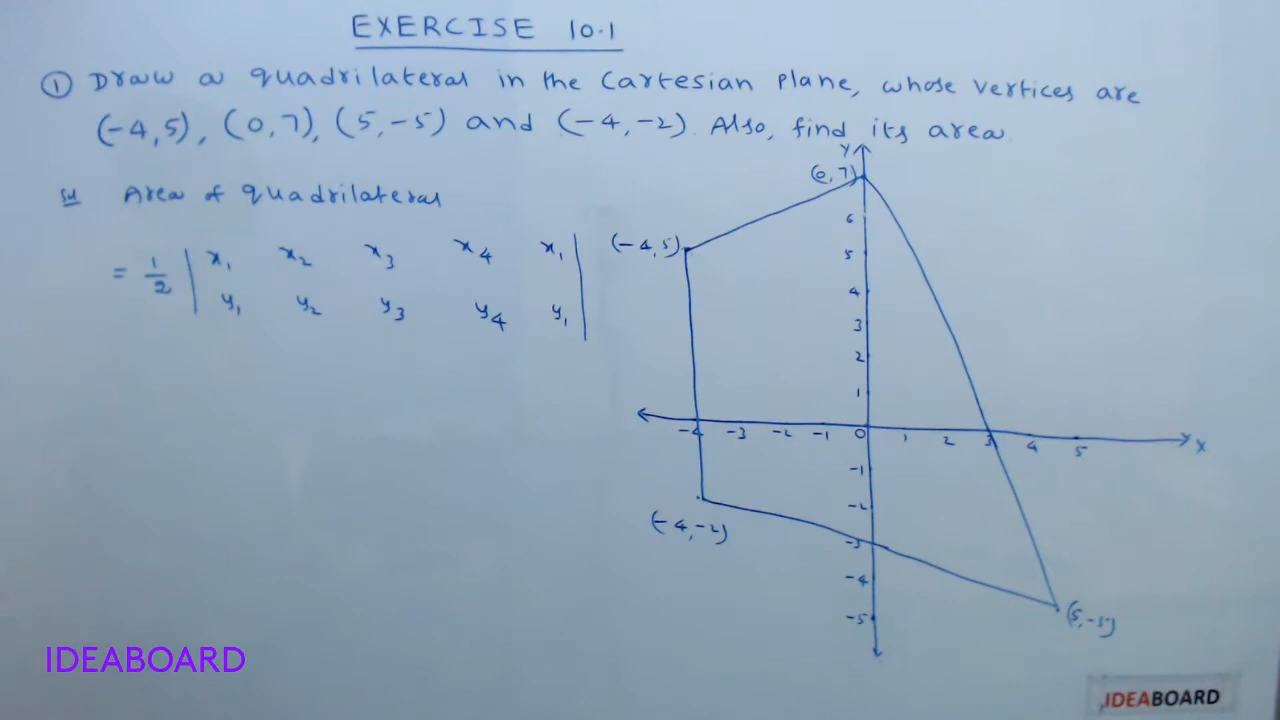 EXERCISE 10.1
① Draw a quadrilateral in the Cartesian Plane, whose vertices are
(-4,5), (0,7), (5,-5) and (-4,-2). Also, find its area.
Sol Area of quadrilateral
= 1/2 | x₁ x₂ x₃ x₄ x₁ |
y₁ y₂ y₃ y₄ y₁
Y
(0,7)
6
(-4,5)
5
4
3
2
1
-4 -3 -2 -1 0 1 2 3 4 5 X
-1
-2
(-4,-2)
-3
-4
-5
(5,-5)
IDEABOARD
IDEABOARD